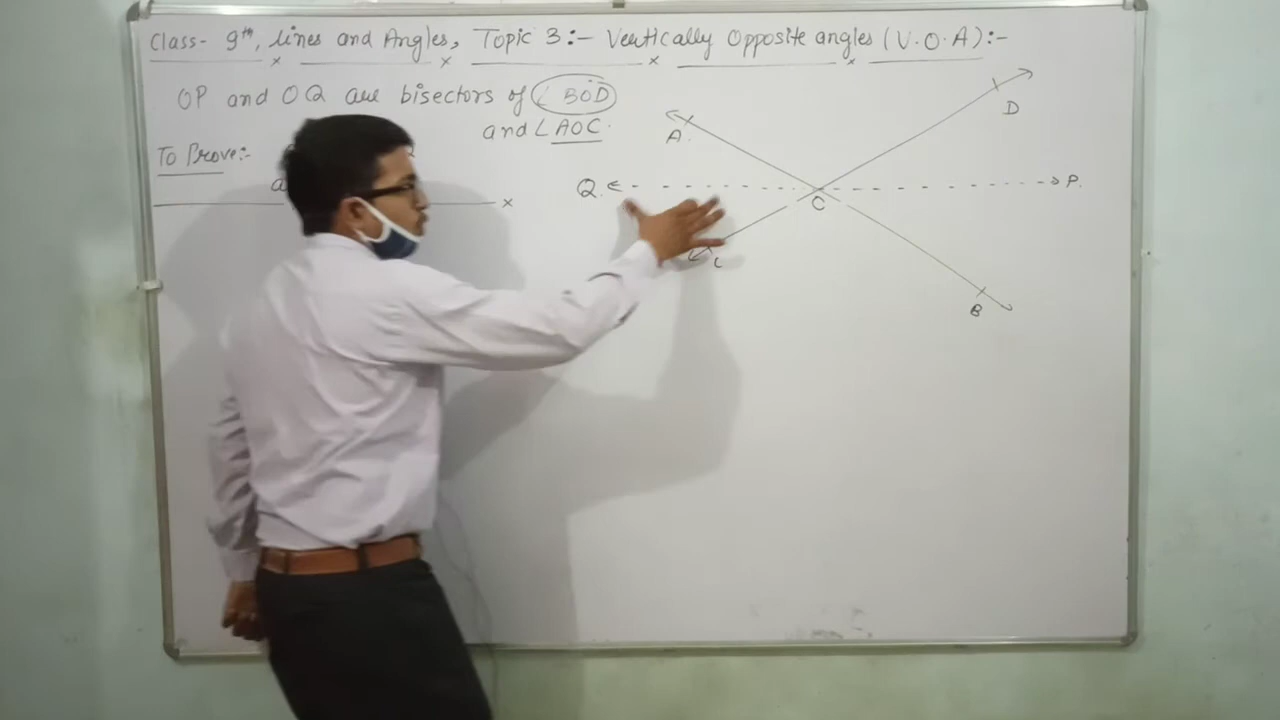 Class- 9th, Lines and Angles, Topic 3:- Vertically Opposite angles (V.O.A):-
OP and OQ are bisectors of ∠BOD
and ∠AOC.
To Prove:-
A
D
Q
P.
C
C
B